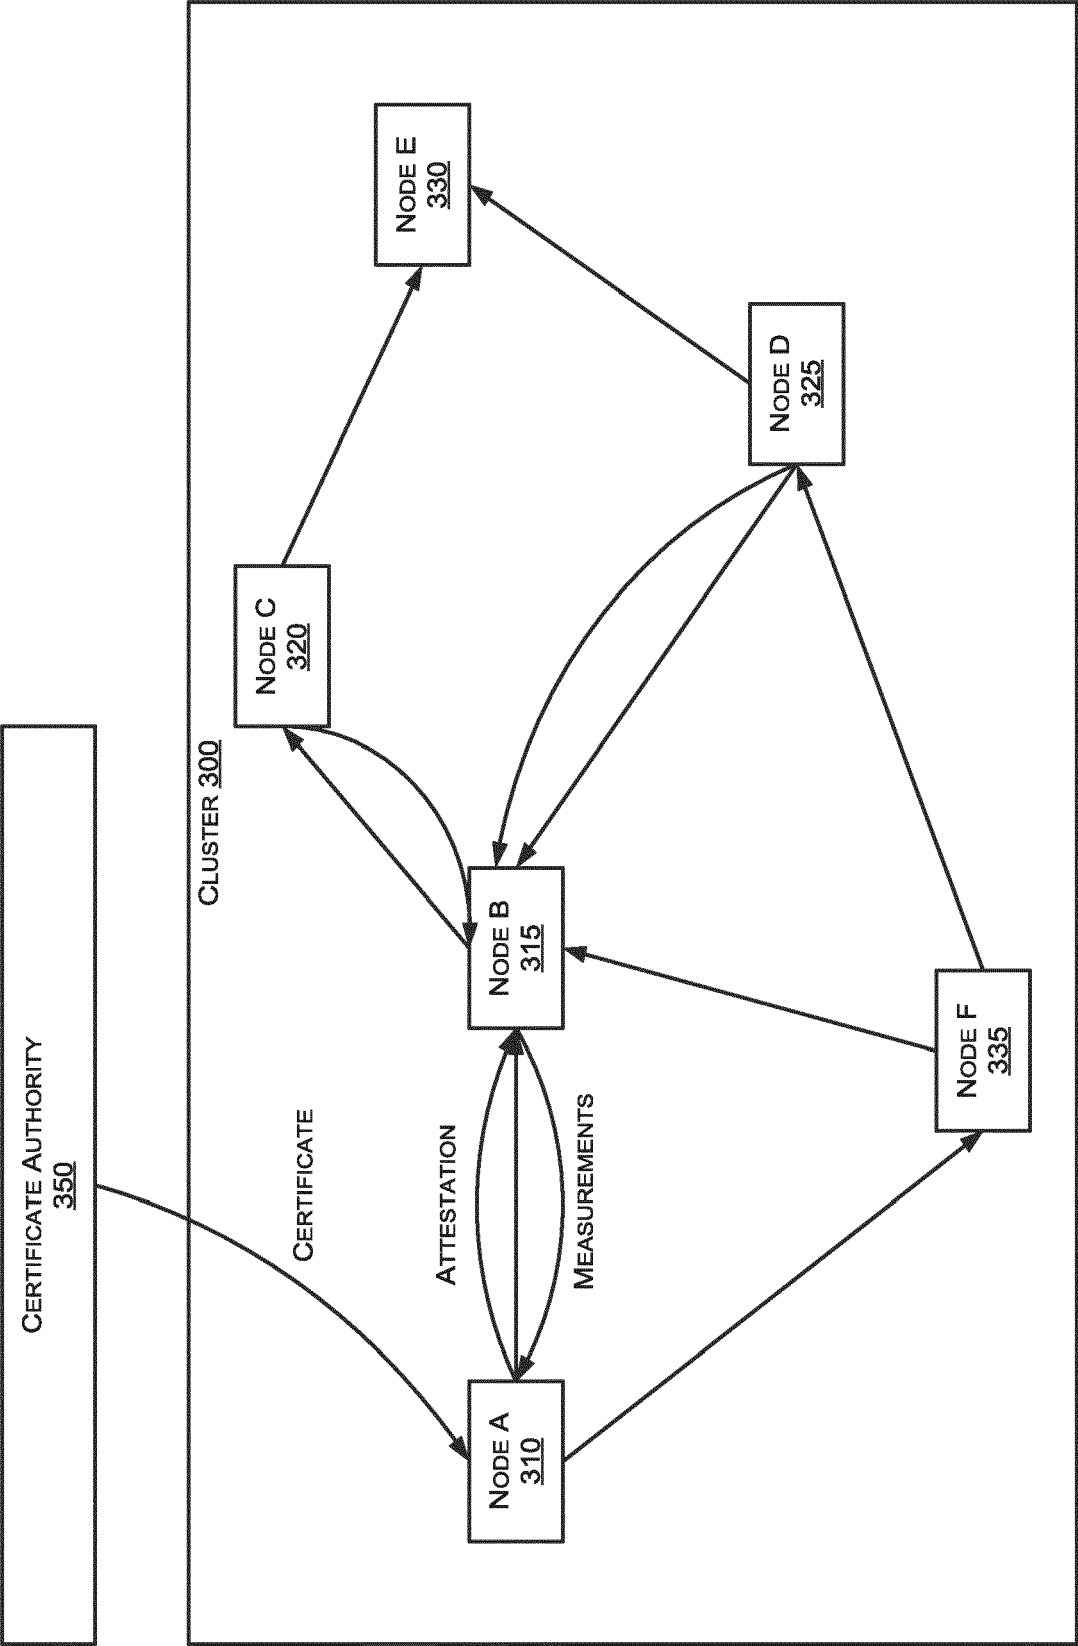 CERTIFICATE AUTHORITY
350
CLUSTER 300
CERTIFICATE
NODE C
320
NODE E
330
ATTESTATION
NODE A
310
NODE B
315
MEASUREMENTS
NODE D
325
NODE F
335